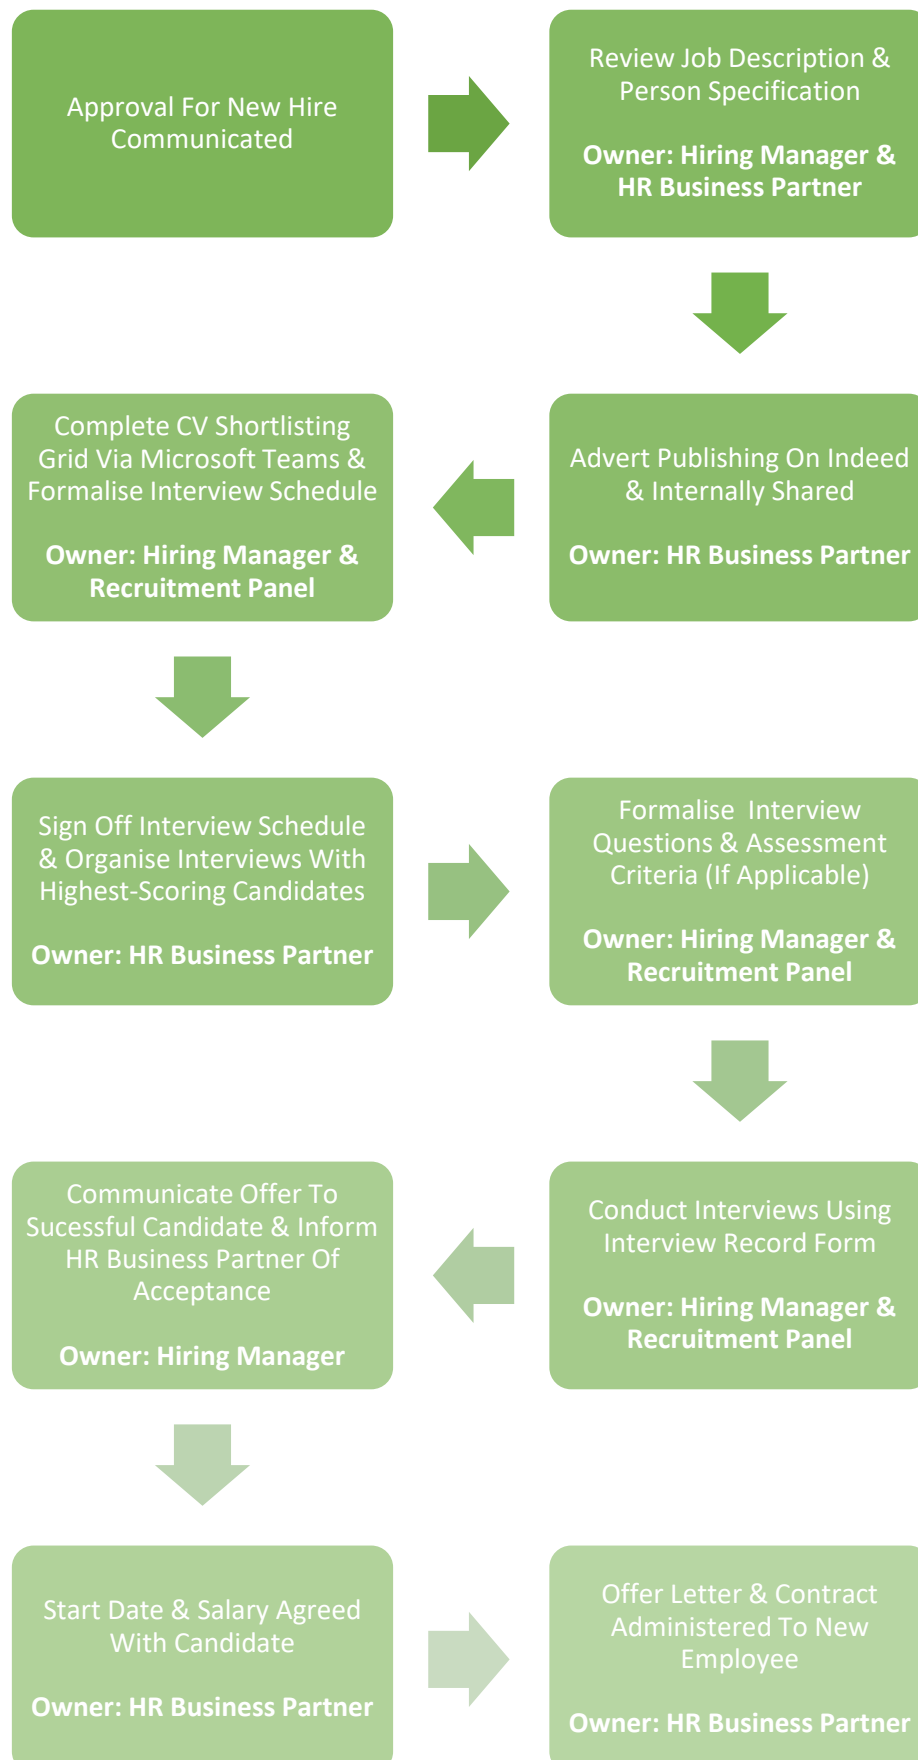 Approval For New Hire
Communicated
Review Job Description &
Person Specification
Owner: Hiring Manager &
HR Business Partner
Advert Publishing On Indeed
& Internally Shared
Owner: HR Business Partner
Complete CV Shortlisting
Grid Via Microsoft Teams &
Formalise Interview Schedule
Owner: Hiring Manager &
Recruitment Panel
Sign Off Interview Schedule
& Organise Interviews With
Highest-Scoring Candidates
Owner: HR Business Partner
Formalise  Interview
Questions & Assessment
Criteria (If Applicable)
Owner: Hiring Manager &
Recruitment Panel
Conduct Interviews Using
Interview Record Form
Owner: Hiring Manager &
Recruitment Panel
Communicate Offer To
Sucessful Candidate & Inform
HR Business Partner Of
Acceptance
Owner: Hiring Manager
Start Date & Salary Agreed
With Candidate
Owner: HR Business Partner
Offer Letter & Contract
Administered To New
Employee
Owner: HR Business Partner